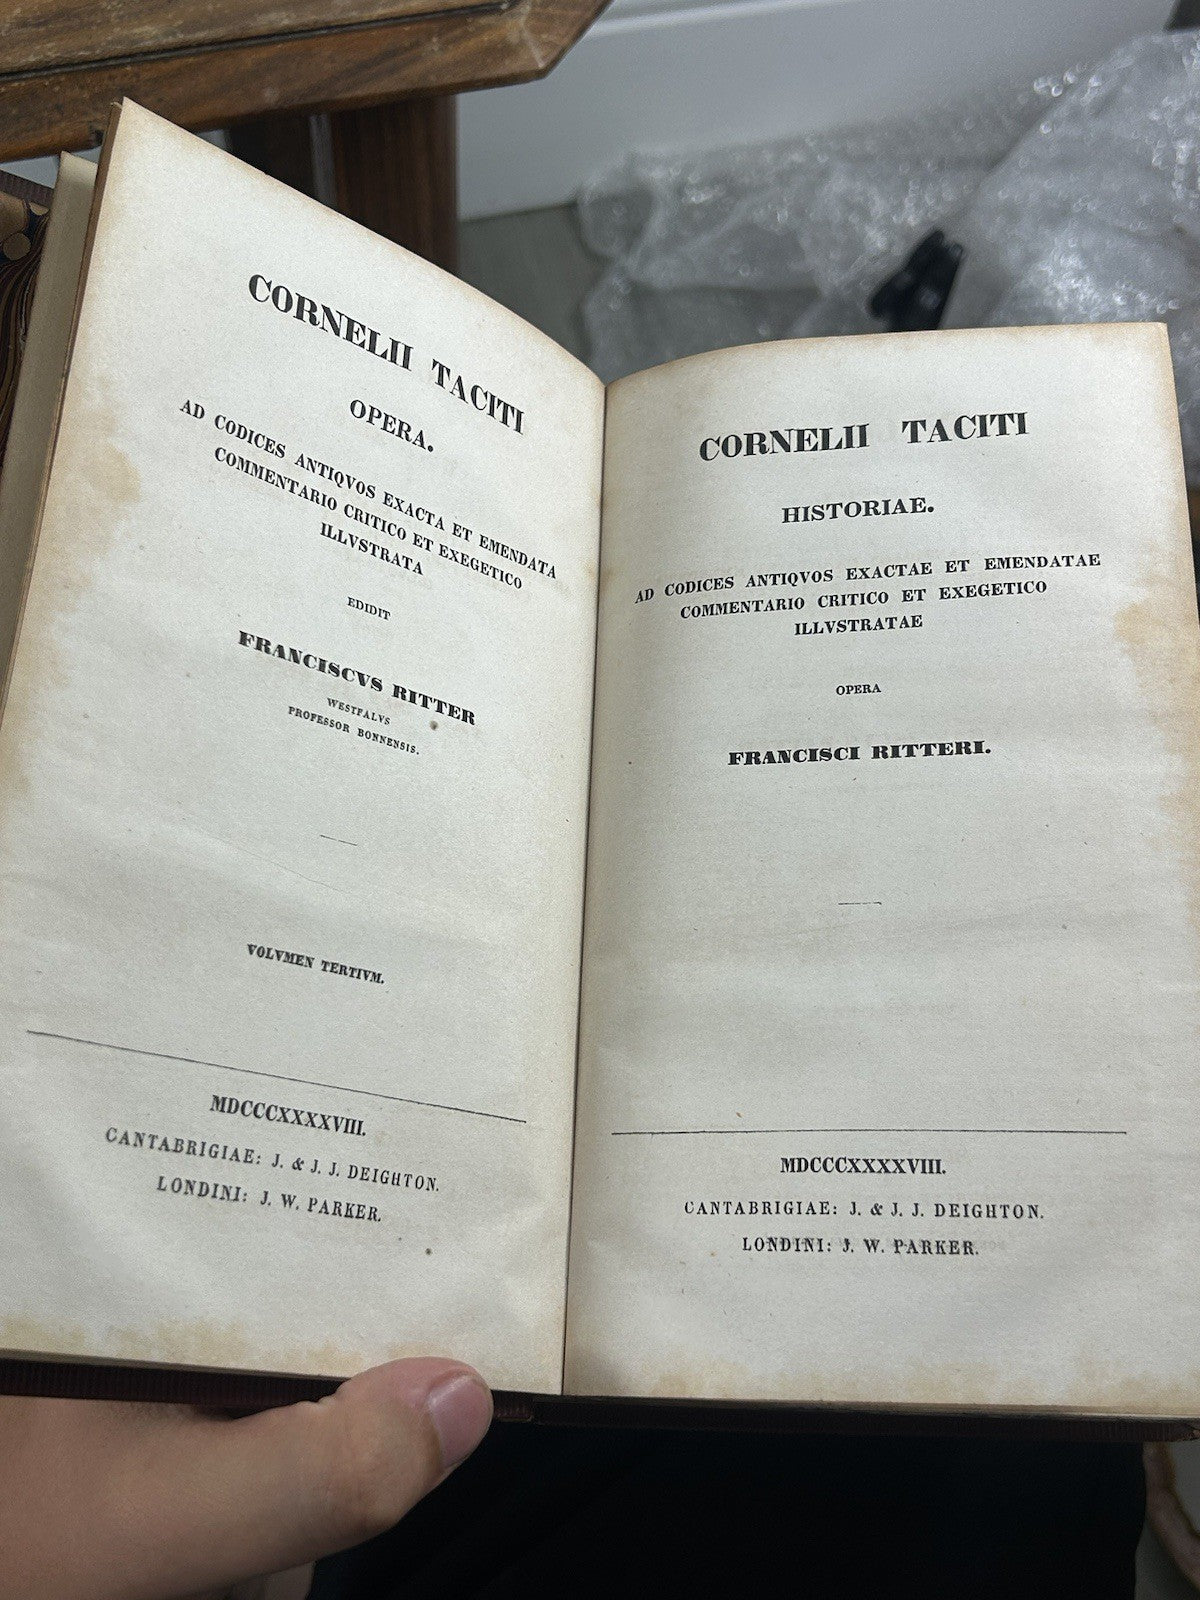 CORNELII TACITI
OPERA.
AD CODICES ANTIQVOS EXACTA ET EMENDATA
COMMENTARIO CRITICO ET EXEGETICO
ILLVSTRATA
EDIDIT
FRANCISCVS RITTER
WESTFALVS
PROFESSOR BONNENSIS.
VOLVMEN TERTIVM.
MDCCCXXXXVIII.
CANTABRIGIAE: J. & J. J. DEIGHTON.
LONDINI: J. W. PARKER.
CORNELII TACITI
HISTORIAE.
AD CODICES ANTIQVOS EXACTAE ET EMENDATAE
COMMENTARIO CRITICO ET EXEGETICO
ILLVSTRATAE
OPERA
FRANCISCI RITTERI.
MDCCCXXXXVIII.
CANTABRIGIAE: J. & J. J. DEIGHTON.
LONDINI: J. W. PARKER.